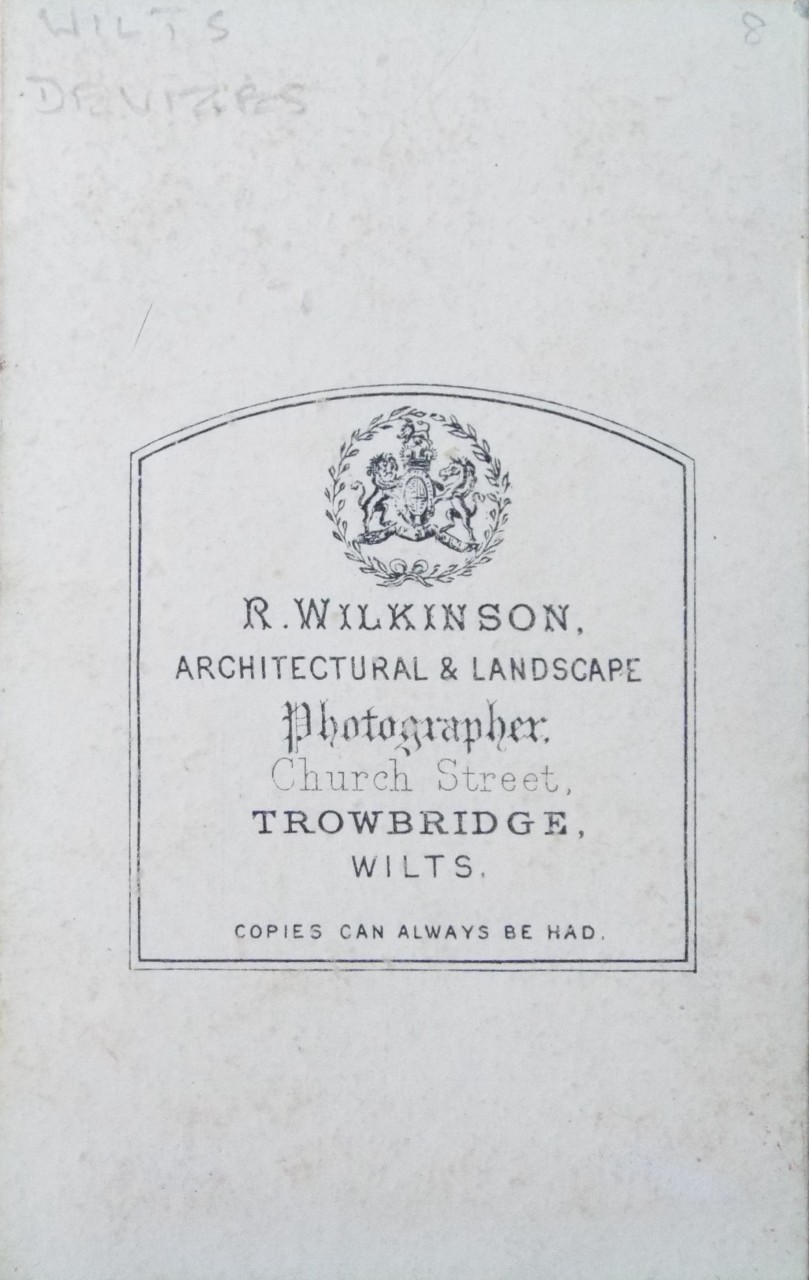 WILTS 8
DEVIZES
R. WILKINSON,
ARCHITECTURAL & LANDSCAPE
Photographer.
Church Street,
TROWBRIDGE,
WILTS.
COPIES CAN ALWAYS BE HAD.